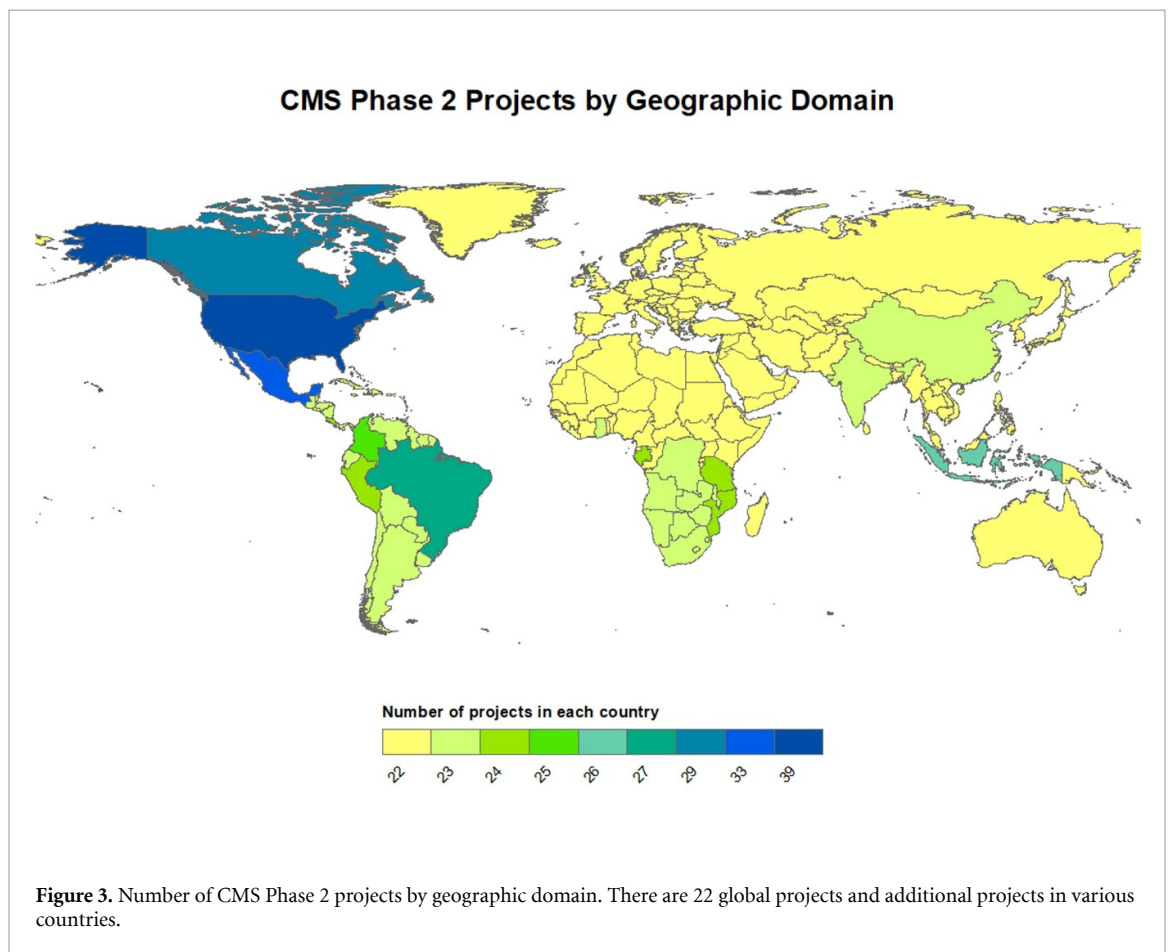 CMS Phase 2 Projects by Geographic Domain
Number of projects in each country
22 23 24 25 26 27 29 33 39
Figure 3. Number of CMS Phase 2 projects by geographic domain. There are 22 global projects and additional projects in various
countries.